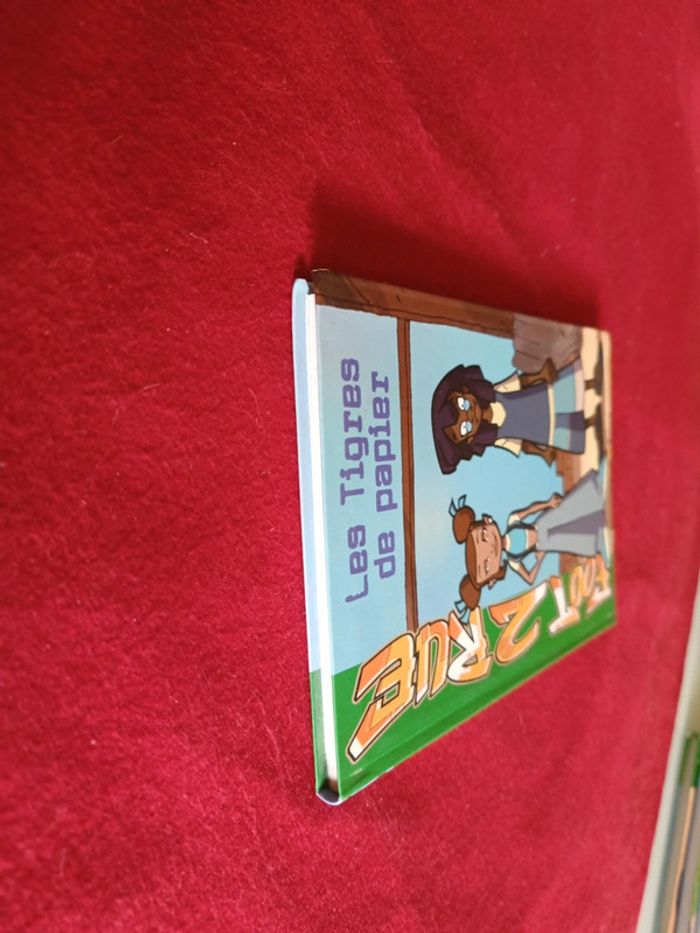 FOOT 2 RUE
Les Tigres
de papier